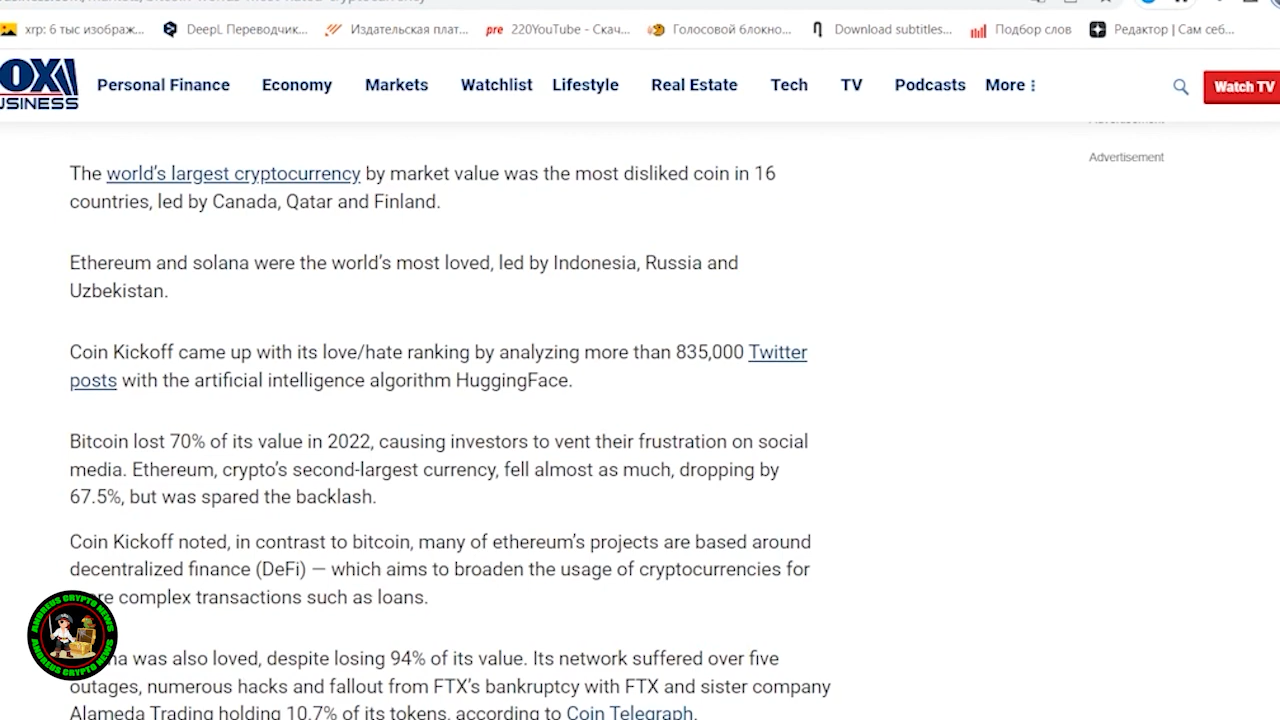 xrp: 6 тыс изображ...
DeepL Переводчик...
Издательская плат...
pre 220YouTube - Скач...
Голосовой блокно...
Download subtitles...
Подбор слов
Редактор | Сам себ...
OX
USINESS
Personal Finance Economy Markets Watchlist Lifestyle Real Estate Tech TV Podcasts More
Watch TV
Advertisement
The world's largest cryptocurrency by market value was the most disliked coin in 16
countries, led by Canada, Qatar and Finland.
Ethereum and solana were the world's most loved, led by Indonesia, Russia and
Uzbekistan.
Coin Kickoff came up with its love/hate ranking by analyzing more than 835,000 Twitter
posts with the artificial intelligence algorithm HuggingFace.
Bitcoin lost 70% of its value in 2022, causing investors to vent their frustration on social
media. Ethereum, crypto's second-largest currency, fell almost as much, dropping by
67.5%, but was spared the backlash.
Coin Kickoff noted, in contrast to bitcoin, many of ethereum's projects are based around
decentralized finance (DeFi) — which aims to broaden the usage of cryptocurrencies for
complex transactions such as loans.
was also loved, despite losing 94% of its value. Its network suffered over five
outages, numerous hacks and fallout from FTX's bankruptcy with FTX and sister company
Alameda Trading holding 10.7% of its tokens, according to Coin Telegraph.
ANDREUS CRYPTO NEWS
ANDREUS CRYPTO NEWS